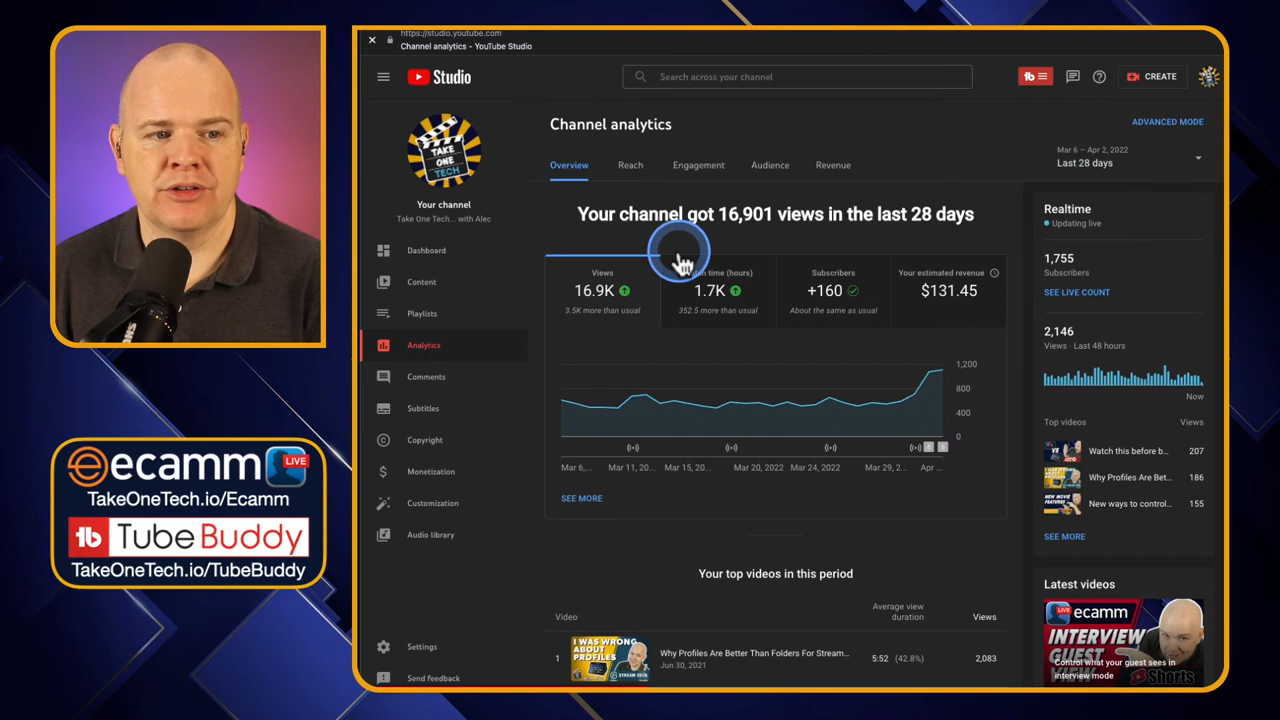 https://studio.youtube.com
Channel analytics - YouTube Studio
Studio
Search across your channel
CREATE
TAKE ONE
TECH
Your channel
Take One Tech... with Alec
Dashboard
Content
Playlists
Analytics
Comments
Subtitles
Copyright
Monetization
Customization
Audio library
Settings
Send feedback
Channel analytics
ADVANCED MODE
Overview
Reach
Engagement
Audience
Revenue
Mar 6 – Apr 2, 2022
Last 28 days
Your channel got 16,901 views in the last 28 days
Views
16.9K
3.5K more than usual
time (hours)
1.7K
352.5 more than usual
Subscribers
+160
About the same as usual
Your estimated revenue
$131.45
1,200
800
400
0
Mar 6,...
Mar 11, 20...
Mar 15, 20...
Mar 20, 2022
Mar 24, 2022
Mar 29, 2...
Apr ...
SEE MORE
Your top videos in this period
Video
Average view
duration
Views
1
I WAS WRONG
ABOUT
PROFILES
STREAM DECK
Why Profiles Are Better Than Folders For Stream...
Jun 30, 2021
5:52 (42.8%)
2,083
Realtime
Updating live
1,755
Subscribers
SEE LIVE COUNT
2,146
Views · Last 48 hours
Now
Top videos
Views
Watch this before b...
207
Why Profiles Are Bet...
186
New ways to control...
155
SEE MORE
Latest videos
LIVE
ecamm
INTERVIEW
GUEST
VIEW
Control what your guest sees in
interview mode
Shorts
ecamm
LIVE
TakeOneTech.io/Ecamm
tb
TubeBuddy
TakeOneTech.io/TubeBuddy